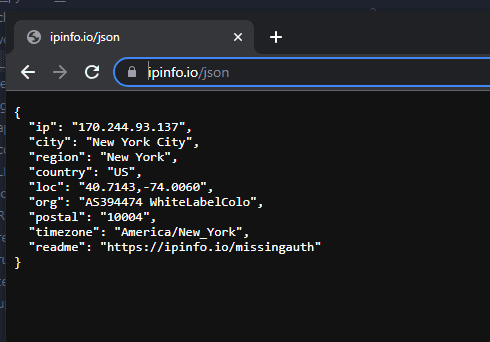 ipinfo.io/json
ipinfo.io/json
{
  "ip": "170.244.93.137",
  "city": "New York City",
  "region": "New York",
  "country": "US",
  "loc": "40.7143,-74.0060",
  "org": "AS394474 WhiteLabelColo",
  "postal": "10004",
  "timezone": "America/New_York",
  "readme": "https://ipinfo.io/missingauth"
}